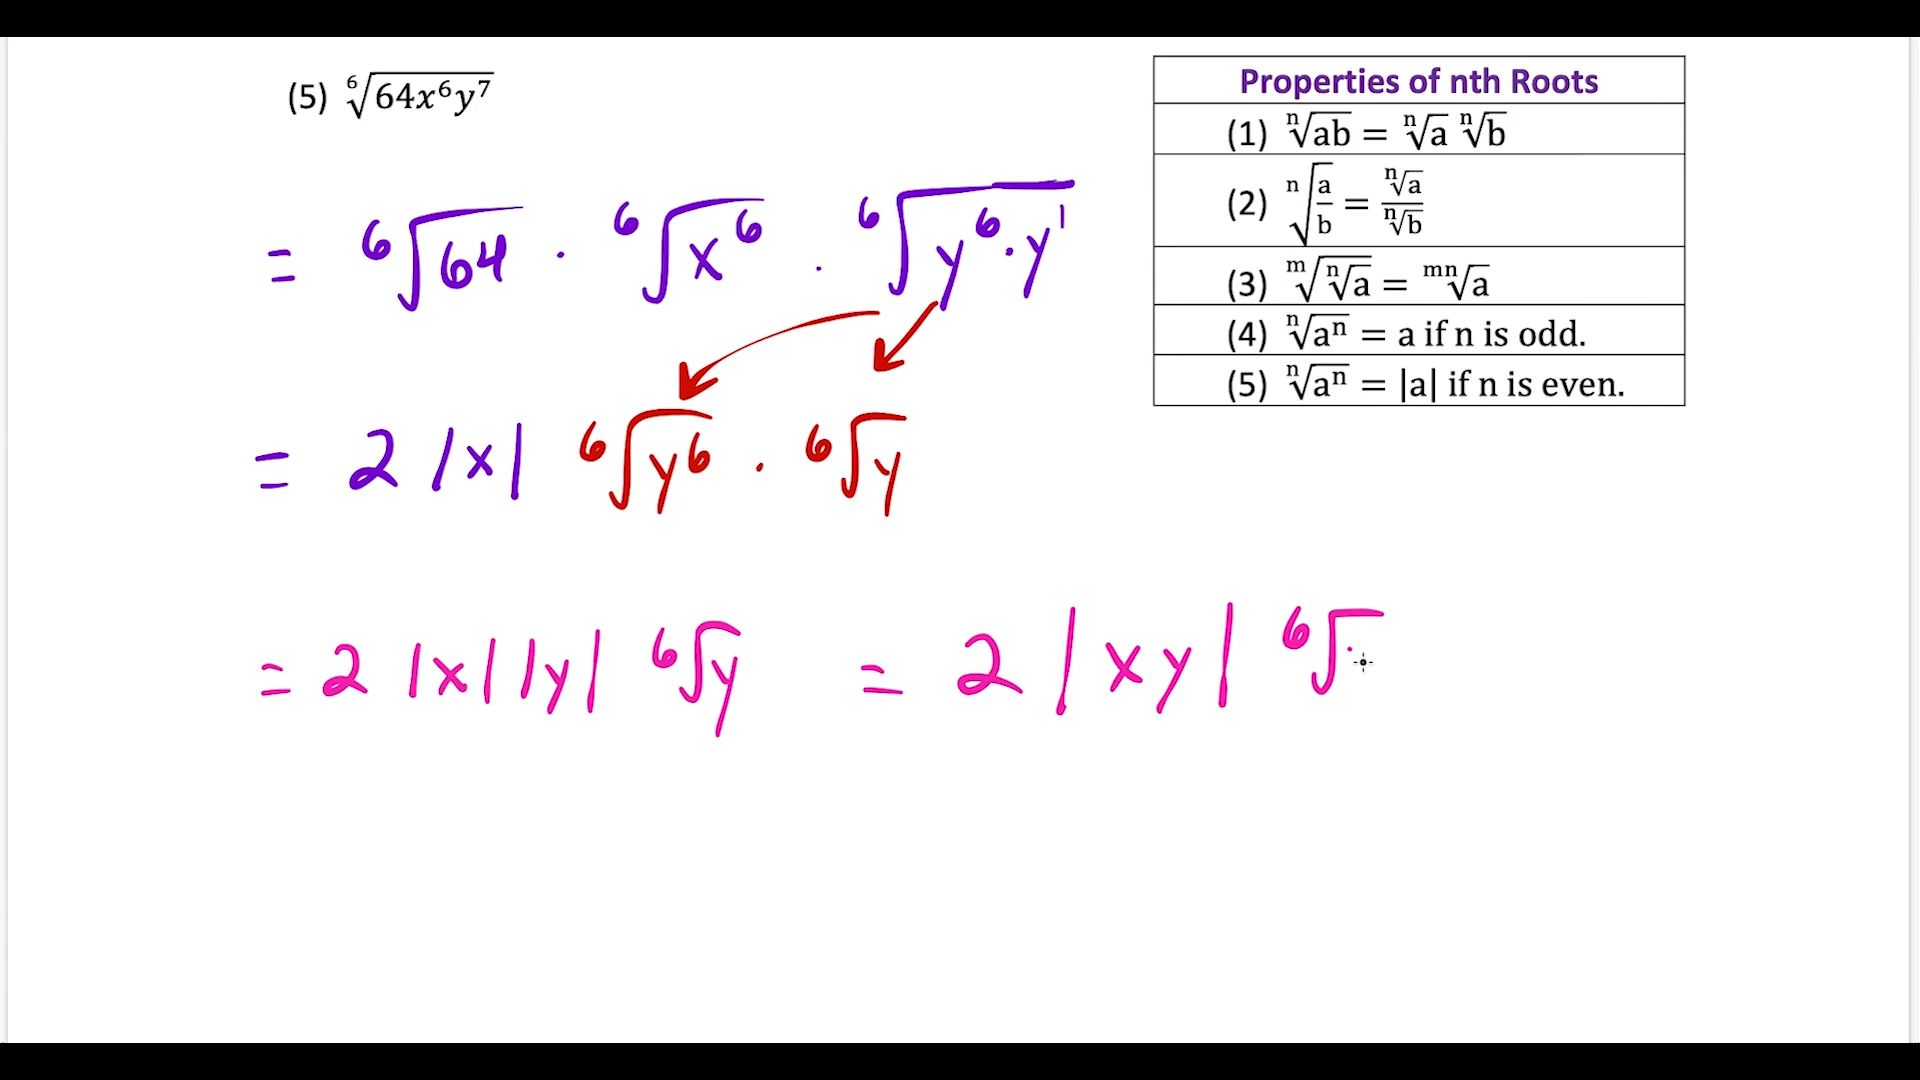 (5) ⁶√(64x⁶y⁷)
= ⁶√64 · ⁶√x⁶ · ⁶√(y⁶·y¹)
= 2 |x| ⁶√y⁶ · ⁶√y
= 2 |x| |y| ⁶√y = 2 |xy| ⁶√
Properties of nth Roots
(1) ⁿ√ab = ⁿ√a ⁿ√b
(2) ⁿ√(a/b) = ⁿ√a / ⁿ√b
(3) ᵐ√(ⁿ√a) = ᵐⁿ√a
(4) ⁿ√aⁿ = a if n is odd.
(5) ⁿ√aⁿ = |a| if n is even.